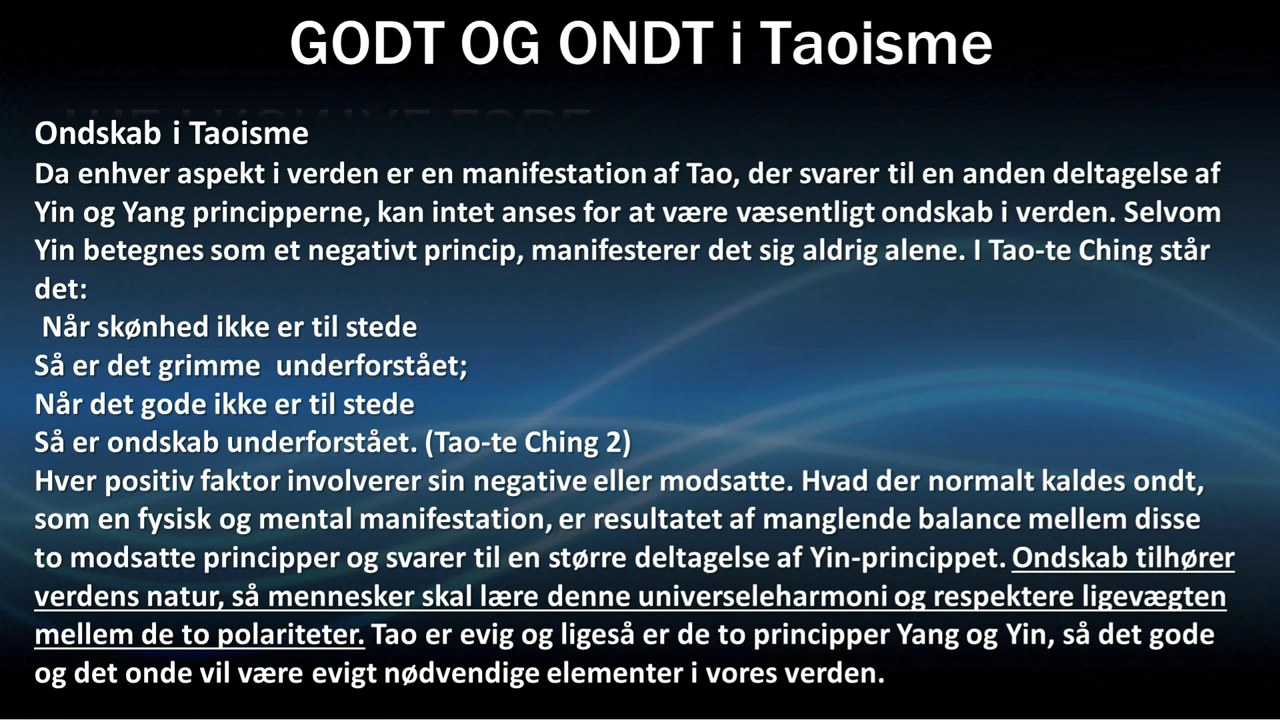 GODT OG ONDT i Taoisme
Ondskab i Taoisme
Da enhver aspekt i verden er en manifestation af Tao, der svarer til en anden deltagelse af
Yin og Yang principperne, kan intet anses for at være væsentligt ondskab i verden. Selvom
Yin betegnes som et negativt princip, manifesterer det sig aldrig alene. I Tao-te Ching står
det:
Når skønhed ikke er til stede
Så er det grimme underforstået;
Når det gode ikke er til stede
Så er ondskab underforstået. (Tao-te Ching 2)
Hver positiv faktor involverer sin negative eller modsatte. Hvad der normalt kaldes ondt,
som en fysisk og mental manifestation, er resultatet af manglende balance mellem disse
to modsatte principper og svarer til en større deltagelse af Yin-princippet. Ondskab tilhører
verdens natur, så mennesker skal lære denne universeleharmoni og respektere ligevægten
mellem de to polariteter. Tao er evig og ligeså er de to principper Yang og Yin, så det gode
og det onde vil være evigt nødvendige elementer i vores verden.